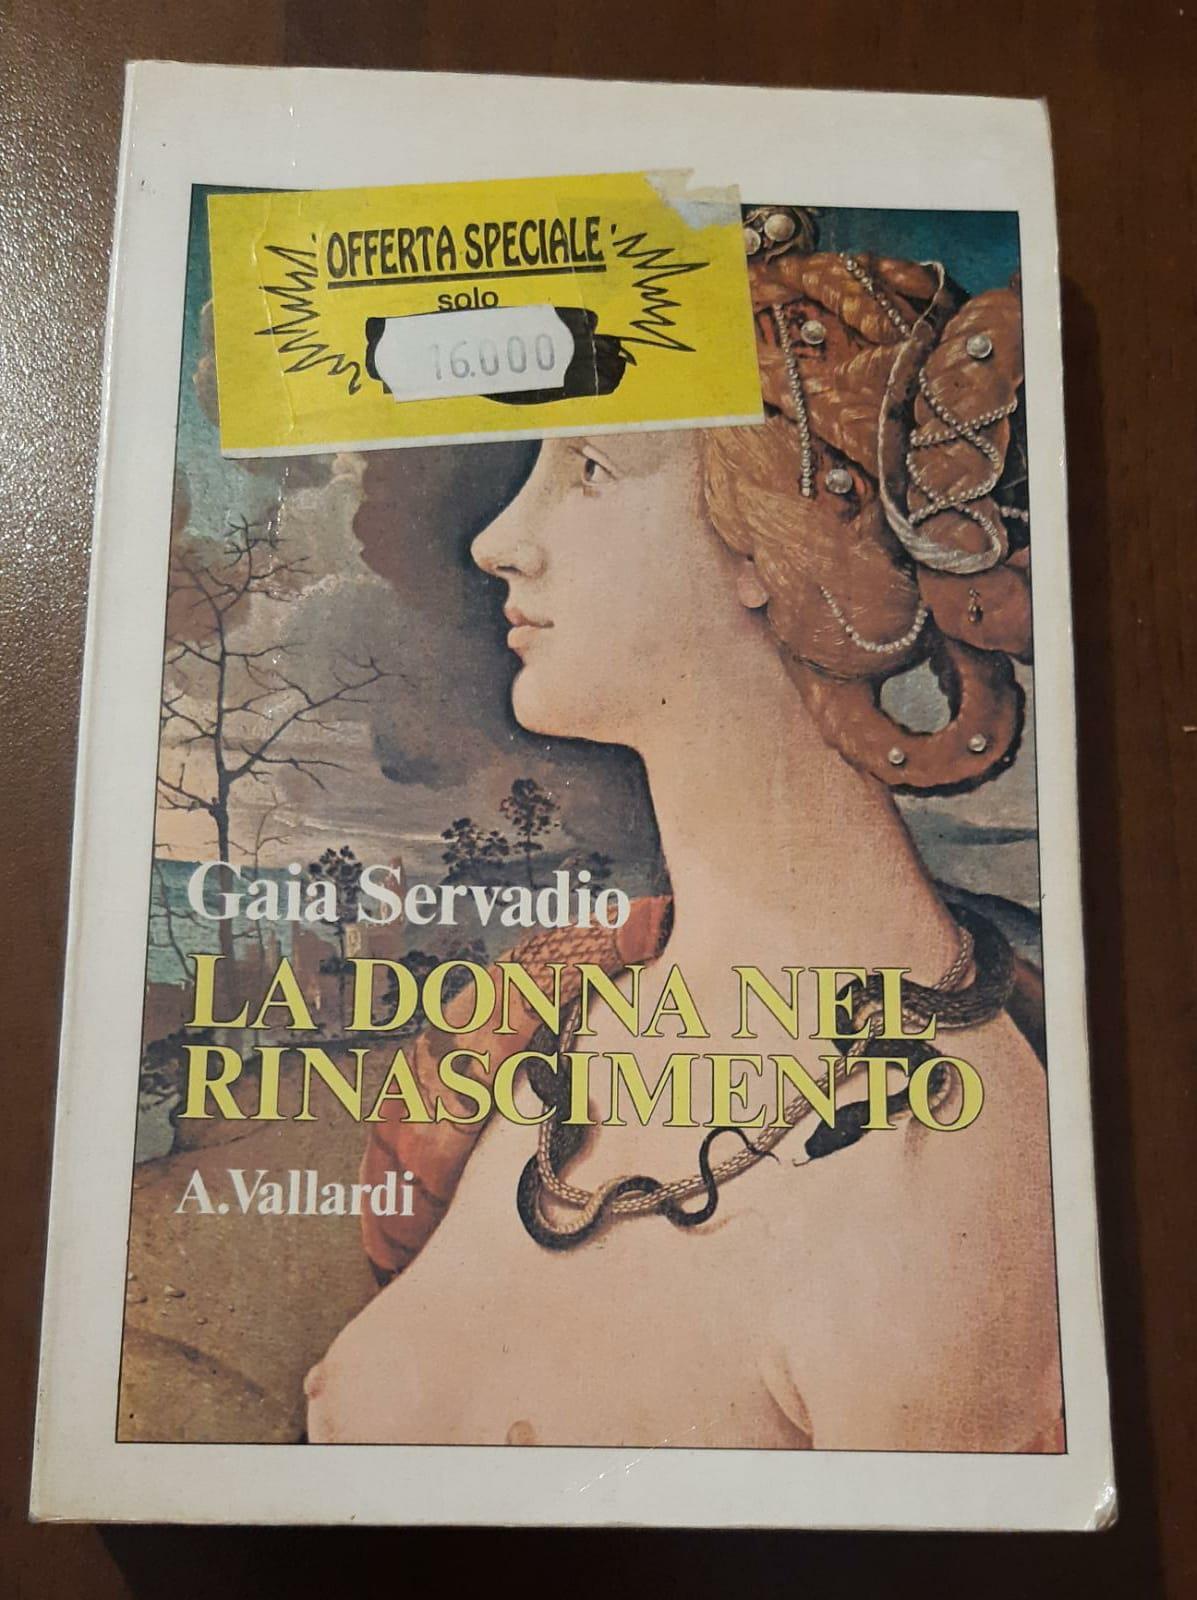 OFFERTA SPECIALE
solo
16.000
Gaia Servadio
LA DONNA NEL
RINASCIMENTO
A.Vallardi